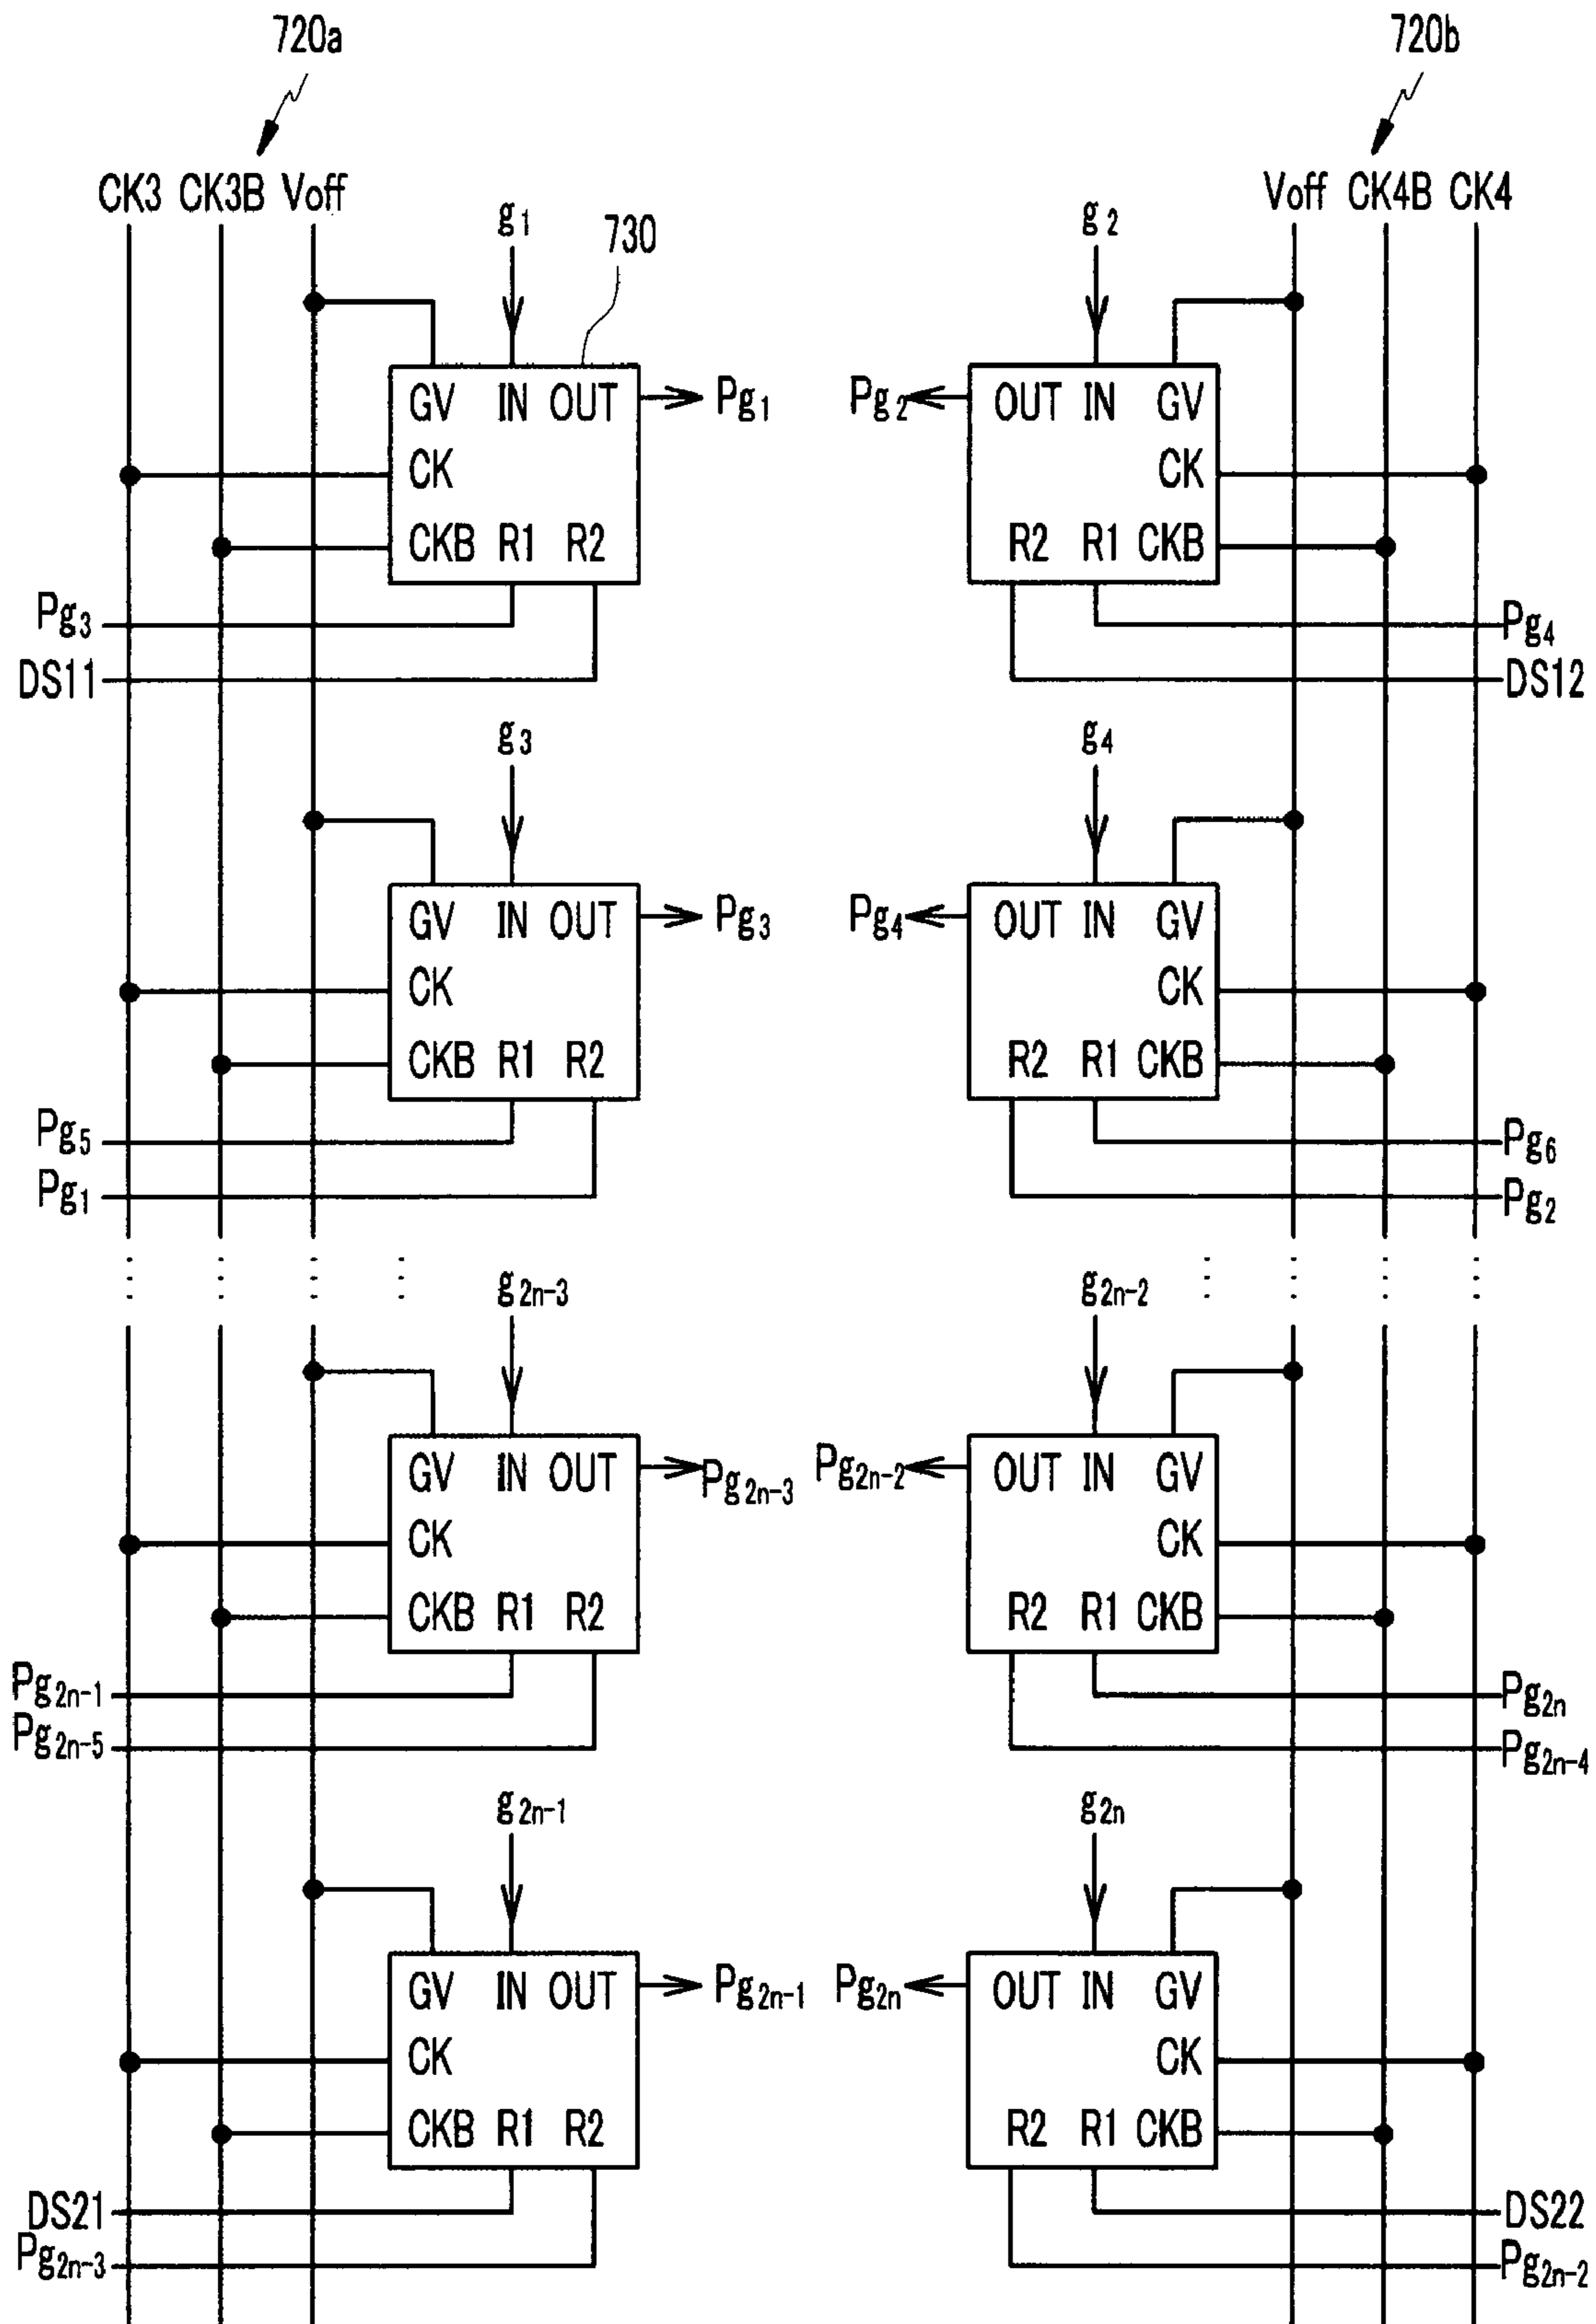 720a 720b
CK3 CK3B Voff Voff CK4B CK4
g1 730 g2
GV IN OUT Pg1 Pg2 OUT IN GV
CK CK
CKB R1 R2 R2 R1 CKB
Pg3 Pg4
DS11 DS12
g3 g4
GV IN OUT Pg3 Pg4 OUT IN GV
CK CK
CKB R1 R2 R2 R1 CKB
Pg5 Pg6
Pg1 Pg2
g2n-3 g2n-2
GV IN OUT Pg2n-3 Pg2n-2 OUT IN GV
CK CK
CKB R1 R2 R2 R1 CKB
Pg2n-1 Pg2n
Pg2n-5 Pg2n-4
g2n-1 g2n
GV IN OUT Pg2n-1 Pg2n OUT IN GV
CK CK
CKB R1 R2 R2 R1 CKB
DS21 DS22
Pg2n-3 Pg2n-2